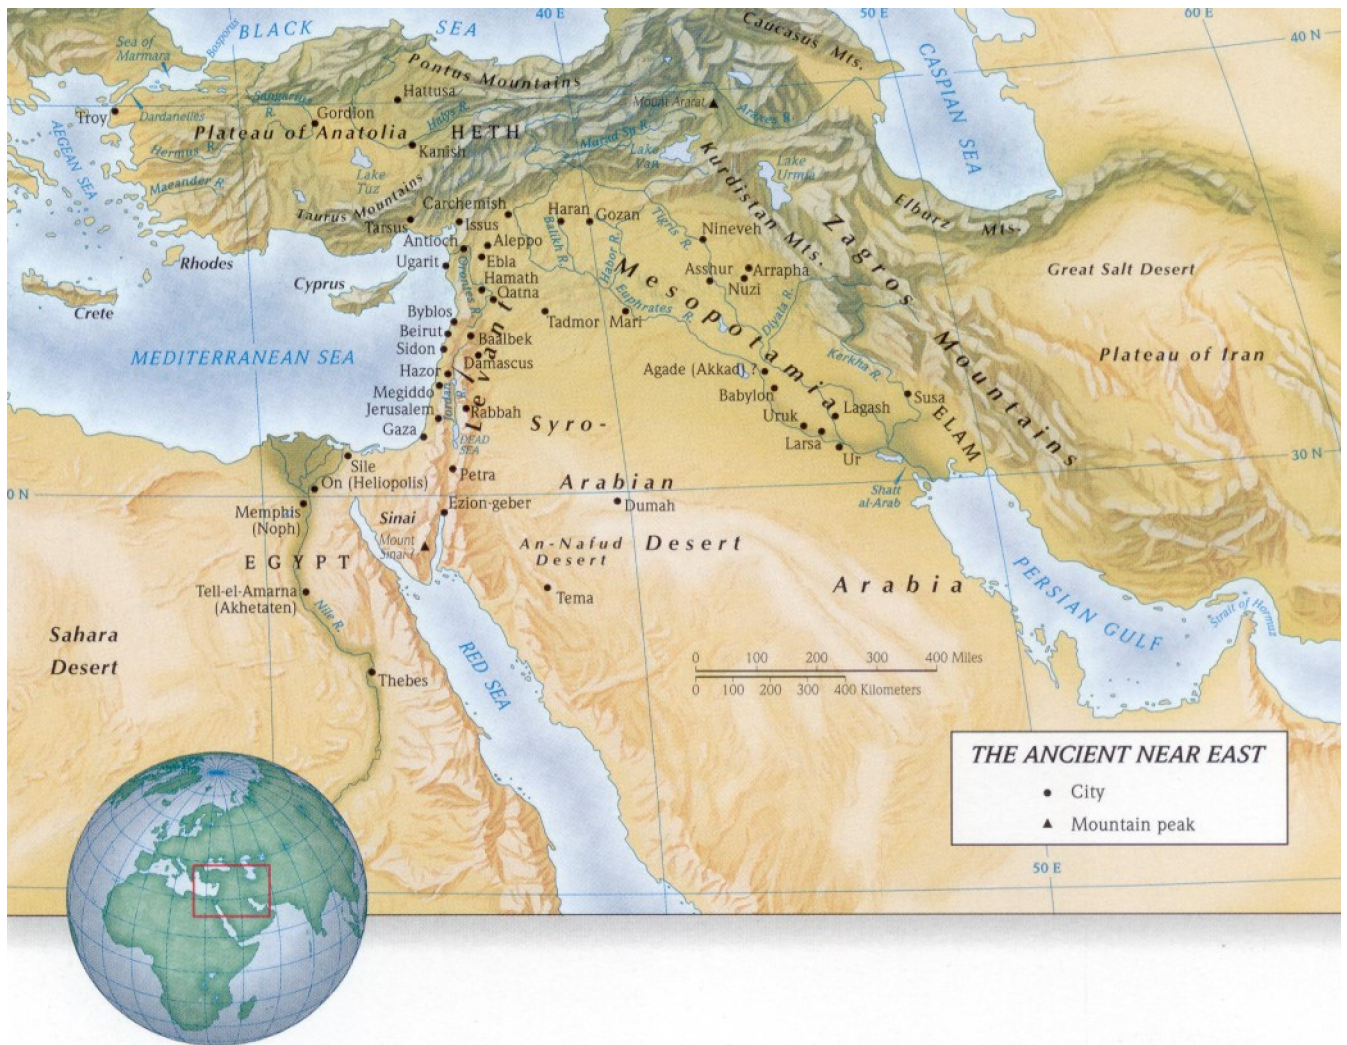 40 E
50 E
60 E
BLACK SEA
Bosporus
Sea of
Marmara
Caucasus Mts.
40 N
CASPIAN SEA
Pontus Mountains
Hattusa
Mount Ararat
Araxes R.
Troy
Dardanelles
Sangarius
R.
Gordion
Halys R.
HETH
Plateau of Anatolia
Murad Su R.
AEGEAN SEA
Hermus R.
Kanish
Lake
Van
Kurdistan Mts.
Lake
Urmia
Maeander R.
Lake
Tuz
Taurus Mountains
Elburz Mts.
Carchemish
Haran
Gozan
Tigris R.
Zagros Mountains
Tarsus
Issus
Balikh R.
Habor R.
Nineveh
Antioch
Aleppo
Rhodes
Ugarit
Ebla
Mesopotamia
Asshur
Arrapha
Great Salt Desert
Cyprus
Orontes R.
Hamath
Nuzi
Qatna
Euphrates R.
Diyala R.
Crete
Byblos
Tadmor
Mari
Beirut
Baalbek
MEDITERRANEAN SEA
Sidon
Levant
Damascus
Kerkha R.
Plateau of Iran
Hazor
Agade (Akkad) ?
Megiddo
Jordan
R.
Babylon
Susa
Jerusalem
Rabbah
Uruk
Lagash
ELAM
Gaza
DEAD
SEA
Syro-
Larsa
Ur
30 N
Sile
Petra
Arabian
Shatt
al-Arab
On (Heliopolis)
0 N
Memphis
(Noph)
Sinai
Ezion-geber
Dumah
Mount
Sinai?
An-Nafud
Desert
Desert
EGYPT
PERSIAN GULF
Arabia
Tell-el-Amarna
(Akhetaten)
Tema
Nile R.
Strait of Hormuz
Sahara
Desert
RED SEA
0 100 200 300 400 Miles
Thebes
0 100 200 300 400 Kilometers
THE ANCIENT NEAR EAST
City
Mountain peak
50 E